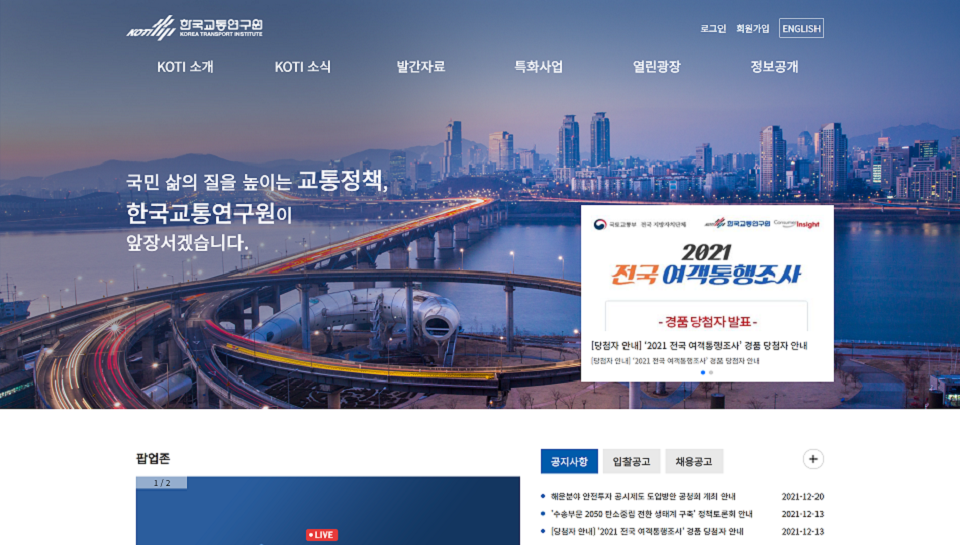 KOTI 한국교통연구원
KOREA TRANSPORT INSTITUTE
로그인 회원가입 ENGLISH
KOTI 소개 KOTI 소식 발간자료 특화사업 열린광장 정보공개
국민 삶의 질을 높이는 교통정책,
한국교통연구원이
앞장서겠습니다.
국토교통부 전국 지방자치단체 한국교통연구원 Consumer Insight
2021
전국 여객통행조사
- 경품 당첨자 발표 -
[당첨자 안내] '2021 전국 여객통행조사' 경품 당첨자 안내
[당첨자 안내] '2021 전국 여객통행조사' 경품 당첨자 안내
팝업존
공지사항 입찰공고 채용공고 +
1 / 2
LIVE
해운분야 안전투자 공시제도 도입방안 공청회 개최 안내 2021-12-20
'수송부문 2050 탄소중립 전환 생태계 구축' 정책토론회 안내 2021-12-13
[당첨자 안내] '2021 전국 여객통행조사' 경품 당첨자 안내 2021-12-13